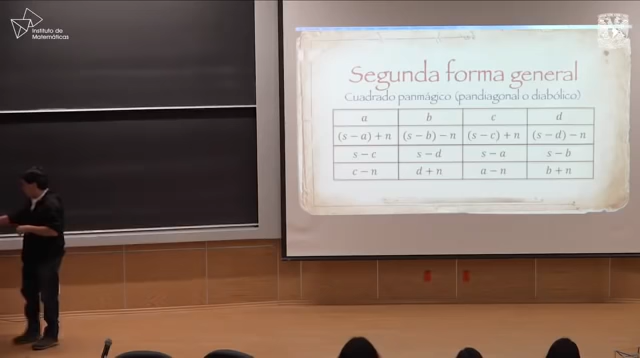 Instituto de
Matemáticas
Segunda forma general
Cuadrado panmágico (pandiagonal o diabólico)
a b c d
(s − a) + n (s − b) − n (s − c) + n (s − d) − n
s − c s − d s − a s − b
c − n d + n a − n b + n